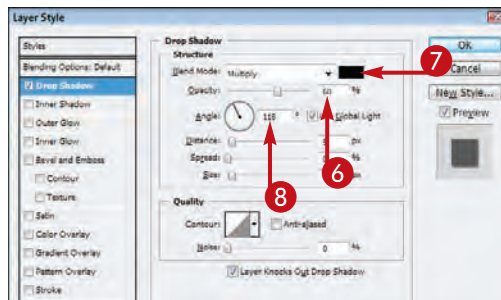 Layer Style
Styles
Blending Options: Default
Drop Shadow
Inner Shadow
Outer Glow
Inner Glow
Bevel and Emboss
Contour
Texture
Satin
Color Overlay
Gradient Overlay
Pattern Overlay
Stroke
Drop Shadow
Structure
Blend Mode: Multiply
7
Opacity: 60 %
Angle: 118 ° Global Light
Distance: px
Spread: %
Size:
6
8
Quality
Contour: Anti-aliased
Noise: 0 %
Layer Knocks Out Drop Shadow
OK
Cancel
New Style...
Preview